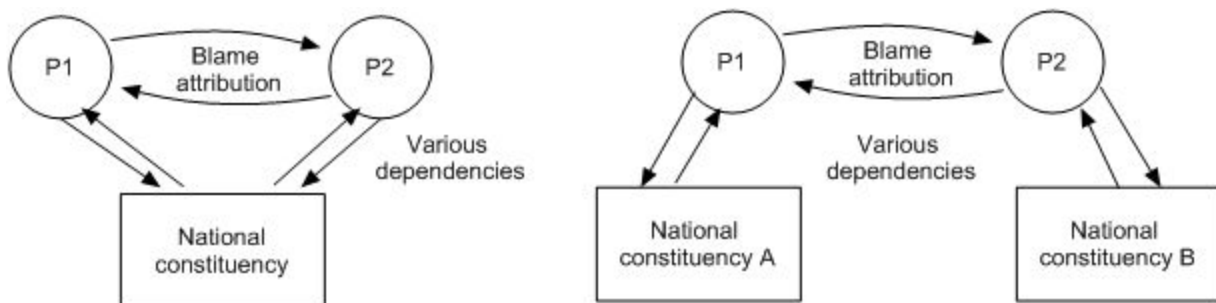 P1
Blame
attribution
P2
Various
dependencies
National
constituency
P1
Blame
attribution
P2
Various
dependencies
National
constituency A
National
constituency B